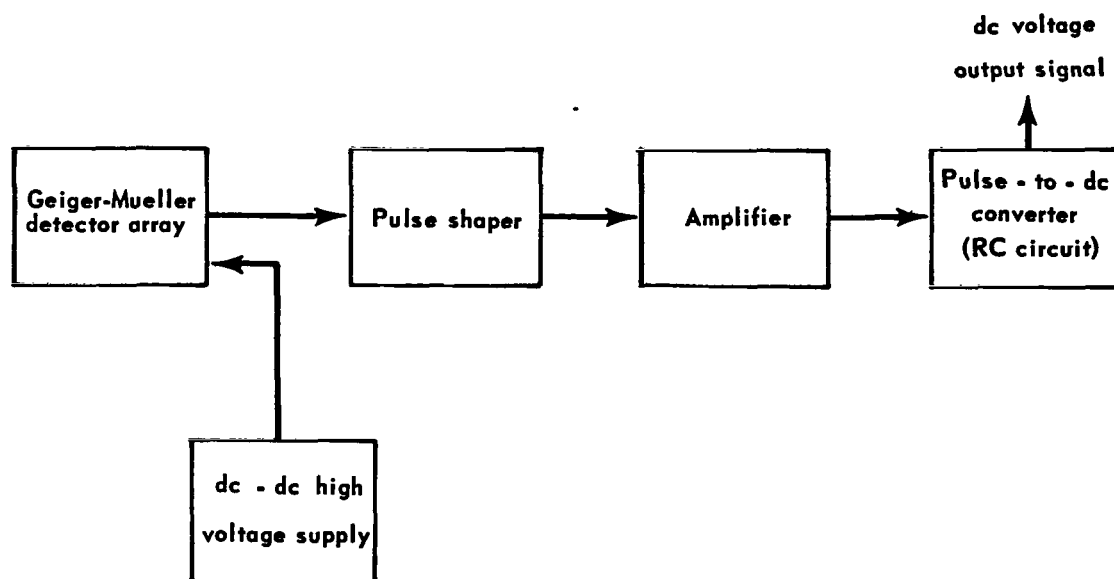 dc voltage
output signal
Geiger-Mueller
detector array
Pulse shaper
Amplifier
Pulse - to - dc
converter
(RC circuit)
dc - dc high
voltage supply